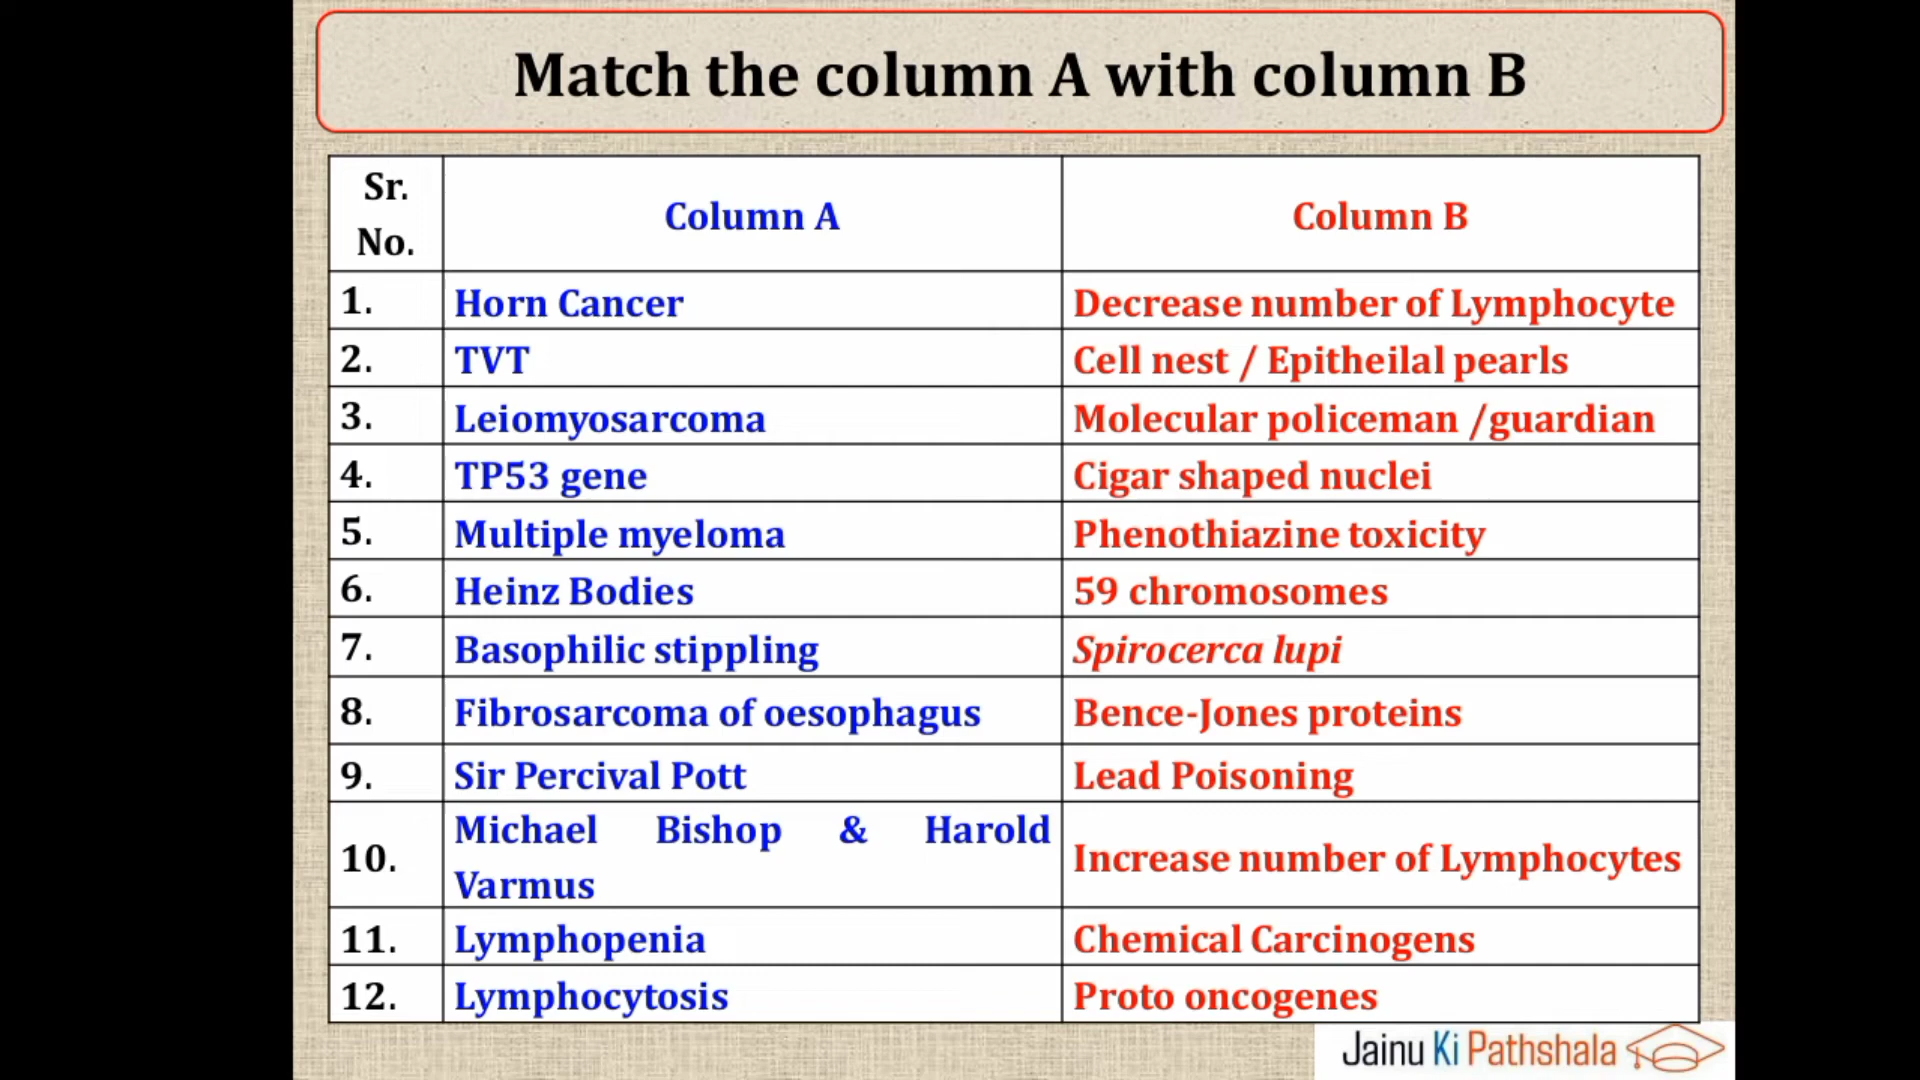 Match the column A with column B
Sr.
No.
Column A
Column B
1.
Horn Cancer
Decrease number of Lymphocyte
2.
TVT
Cell nest / Epitheilal pearls
3.
Leiomyosarcoma
Molecular policeman /guardian
4.
TP53 gene
Cigar shaped nuclei
5.
Multiple myeloma
Phenothiazine toxicity
6.
Heinz Bodies
59 chromosomes
7.
Basophilic stippling
Spirocerca lupi
8.
Fibrosarcoma of oesophagus
Bence-Jones proteins
9.
Sir Percival Pott
Lead Poisoning
10.
Michael Bishop & Harold
Varmus
Increase number of Lymphocytes
11.
Lymphopenia
Chemical Carcinogens
12.
Lymphocytosis
Proto oncogenes
Jainu Ki Pathshala